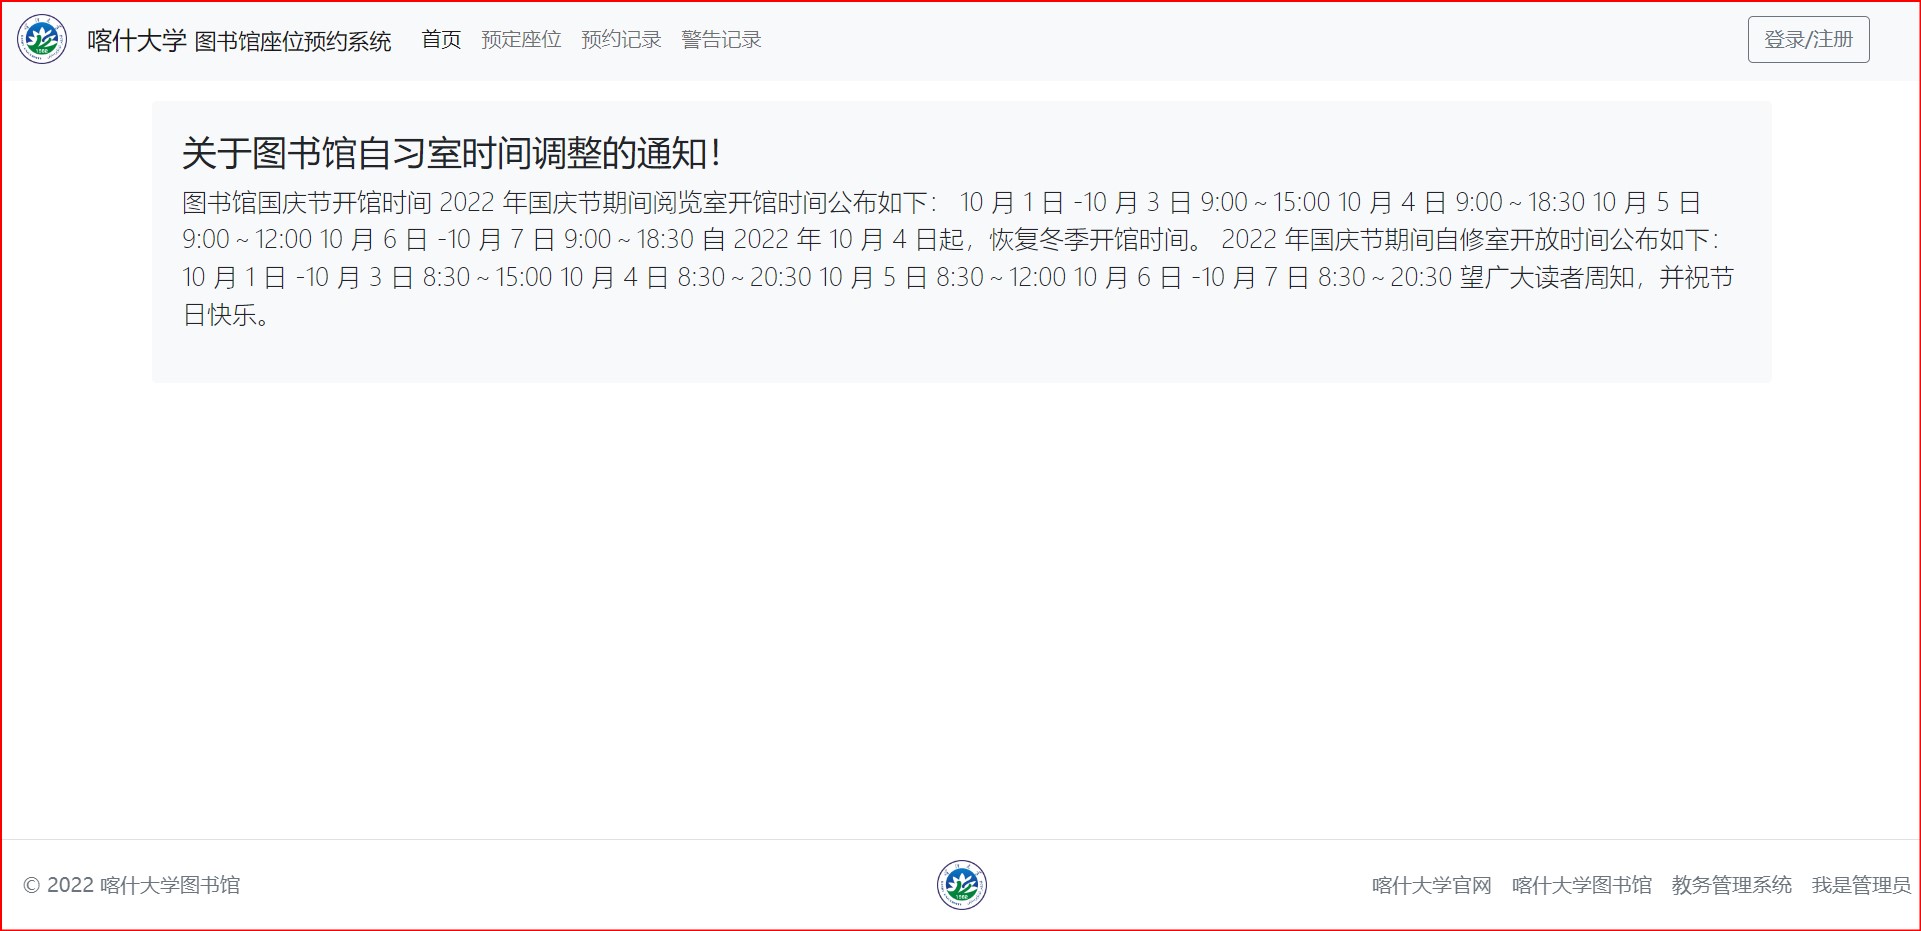 喀什大学 图书馆座位预约系统 首页 预定座位 预约记录 警告记录 登录/注册
关于图书馆自习室时间调整的通知！
图书馆国庆节开馆时间 2022 年国庆节期间阅览室开馆时间公布如下： 10 月 1 日 -10 月 3 日 9:00 ~ 15:00 10 月 4 日 9:00 ~ 18:30 10 月 5 日
9:00 ~ 12:00 10 月 6 日 -10 月 7 日 9:00 ~ 18:30 自 2022 年 10 月 4 日起，恢复冬季开馆时间。 2022 年国庆节期间自修室开放时间公布如下：
10 月 1 日 -10 月 3 日 8:30 ~ 15:00 10 月 4 日 8:30 ~ 20:30 10 月 5 日 8:30 ~ 12:00 10 月 6 日 -10 月 7 日 8:30 ~ 20:30 望广大读者周知，并祝节
日快乐。
© 2022 喀什大学图书馆 喀什大学官网 喀什大学图书馆 教务管理系统 我是管理员